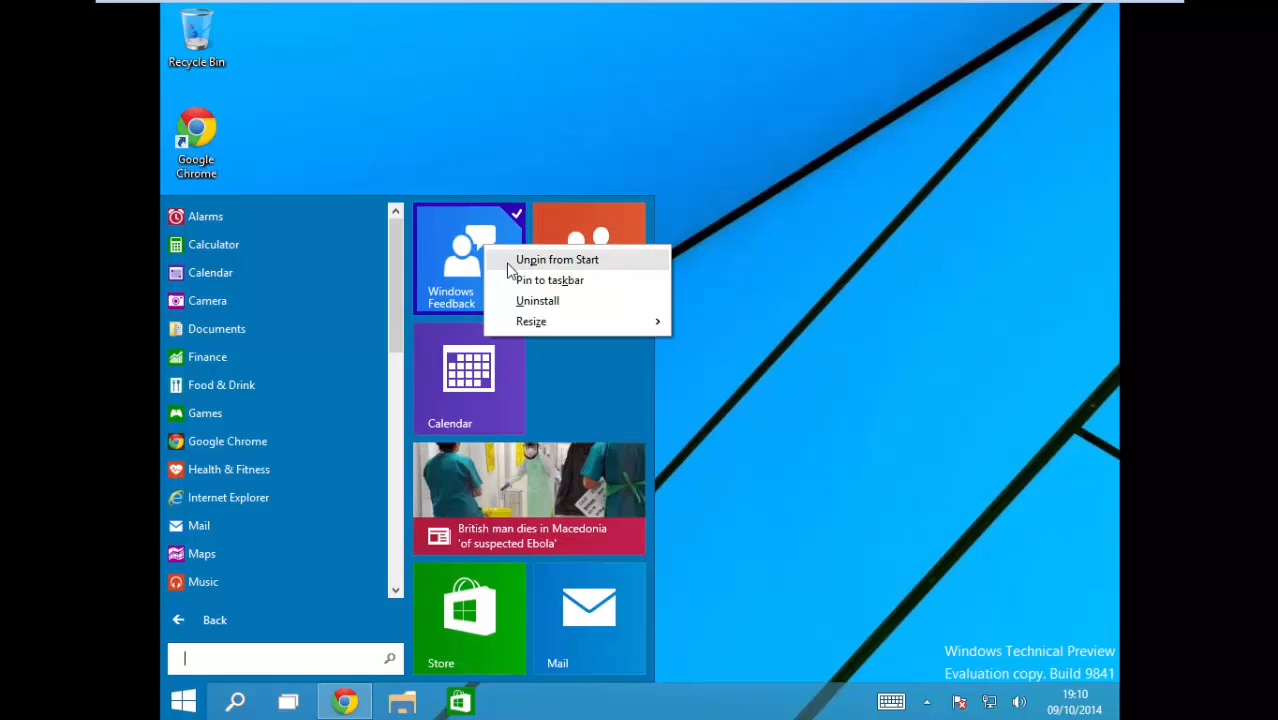 Recycle Bin
Google
Chrome
Alarms
Calculator
Calendar
Camera
Documents
Finance
Food & Drink
Games
Google Chrome
Health & Fitness
Internet Explorer
Mail
Maps
Music
Back
Windows
Feedback
Unpin from Start
Pin to taskbar
Uninstall
Resize
Calendar
British man dies in Macedonia
'of suspected Ebola'
Store
Mail
Windows Technical Preview
Evaluation copy. Build 9841
19:10
09/10/2014